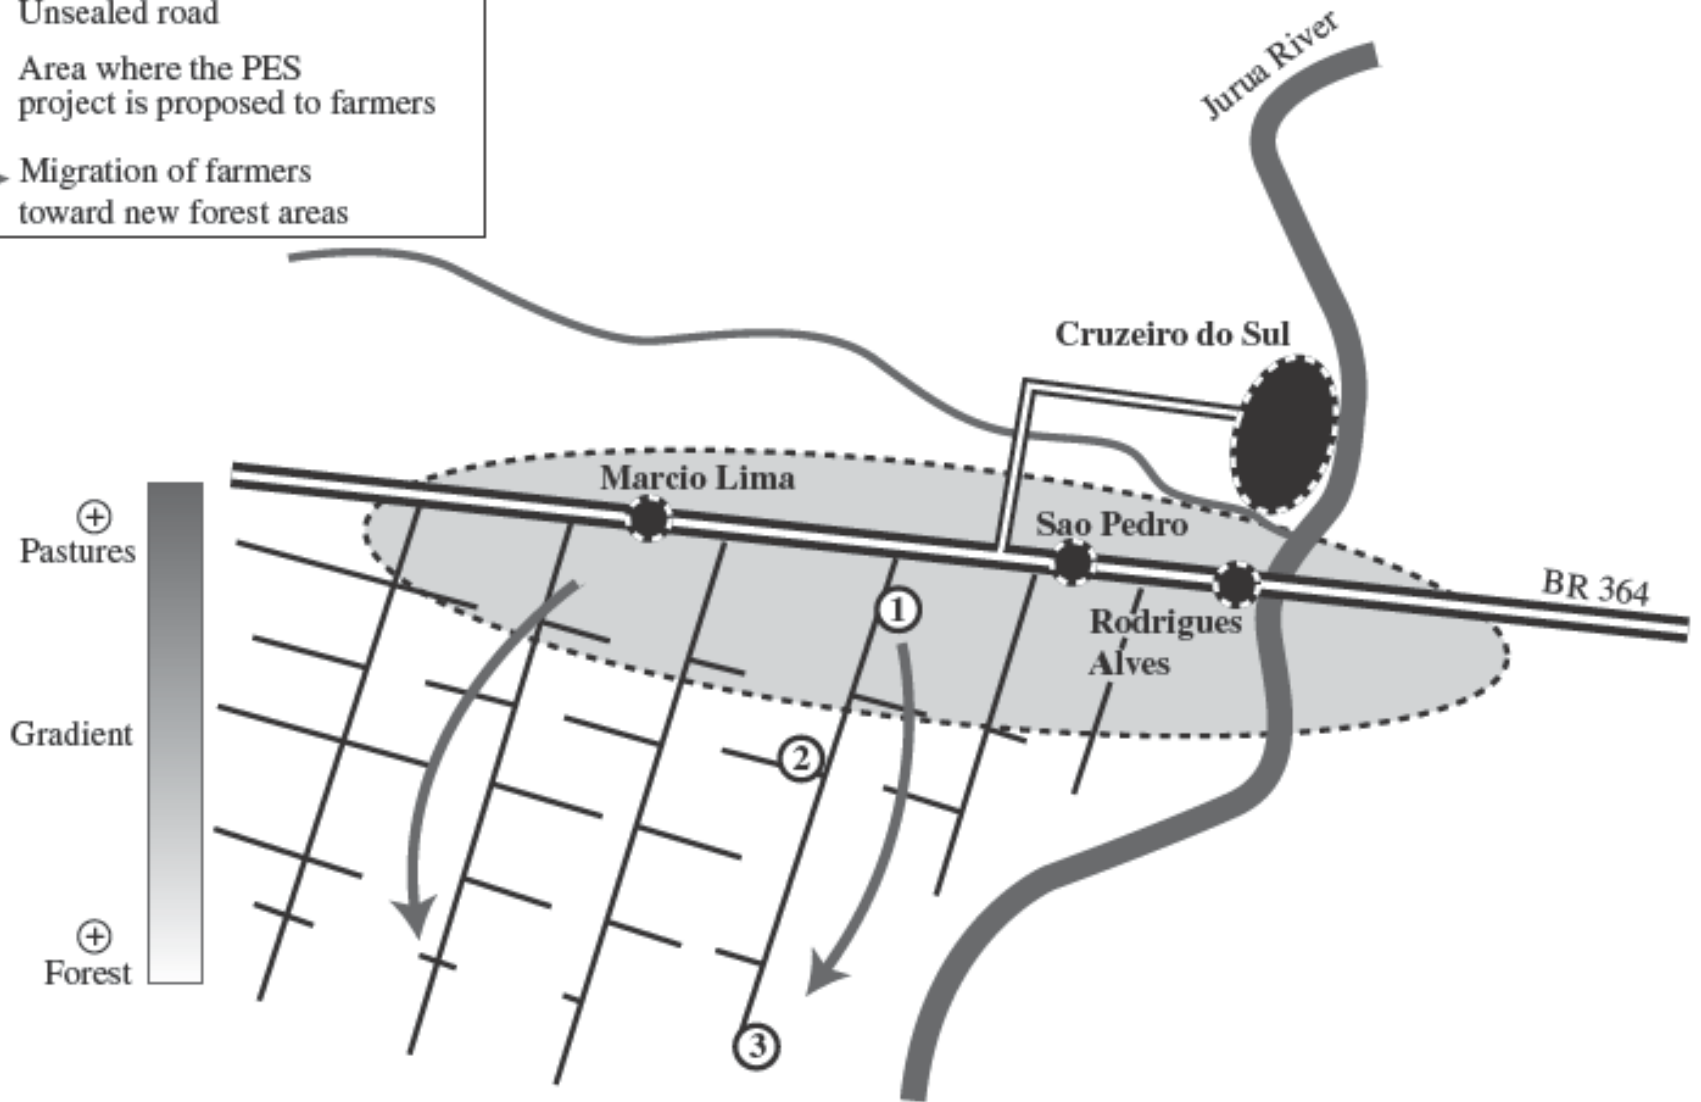 Unsealed road
Area where the PES
project is proposed to farmers
Migration of farmers
toward new forest areas
Jurua River
Cruzeiro do Sul
Marcio Lima
Sao Pedro
BR 364
Rodrigues
Alves
+
Pastures
Gradient
+
Forest
1
2
3